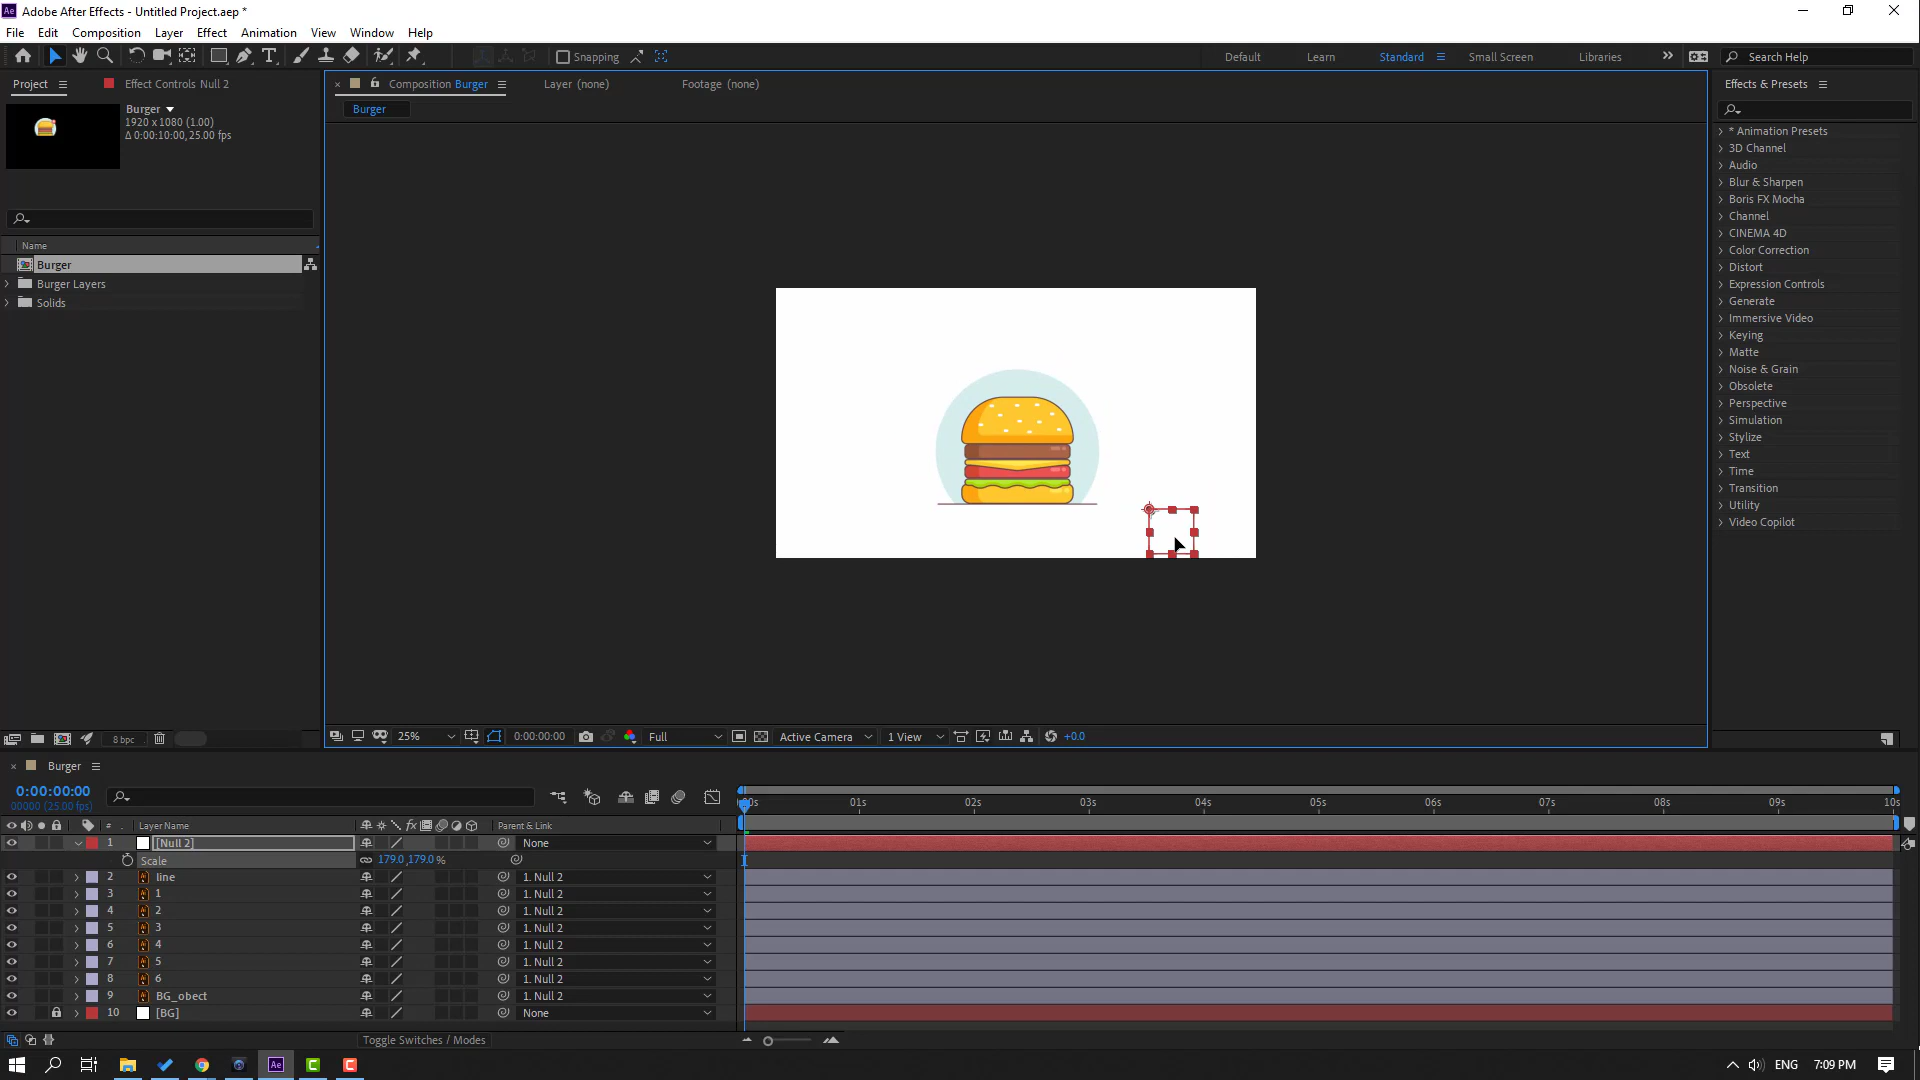 Adobe After Effects - Untitled Project.aep *
File Edit Composition Layer Effect Animation View Window Help
Snapping Default Learn Standard Small Screen Libraries Search Help
Project Effect Controls Null 2 Composition Burger Layer (none) Footage (none) Effects & Presets
Burger
1920 x 1080 (1.00)
Δ 0:00:10:00, 25.00 fps
Burger
Name
Burger
Burger Layers
Solids
* Animation Presets
3D Channel
Audio
Blur & Sharpen
Boris FX Mocha
Channel
CINEMA 4D
Color Correction
Distort
Expression Controls
Generate
Immersive Video
Keying
Matte
Noise & Grain
Obsolete
Perspective
Simulation
Stylize
Text
Time
Transition
Utility
Video Copilot
8 bpc 25% 0:00:00:00 Full Active Camera 1 View +0.0
Burger
0:00:00:00
00000 (25.00 fps)
01s 02s 03s 04s 05s 06s 07s 08s 09s 10s
# Layer Name Parent & Link
1 [Null 2] None
Scale 179.0,179.0 %
2 line 1. Null 2
3 1 1. Null 2
4 2 1. Null 2
5 3 1. Null 2
6 4 1. Null 2
7 5 1. Null 2
8 6 1. Null 2
9 BG_obect 1. Null 2
10 [BG] None
Toggle Switches / Modes
Ae ENG 7:09 PM